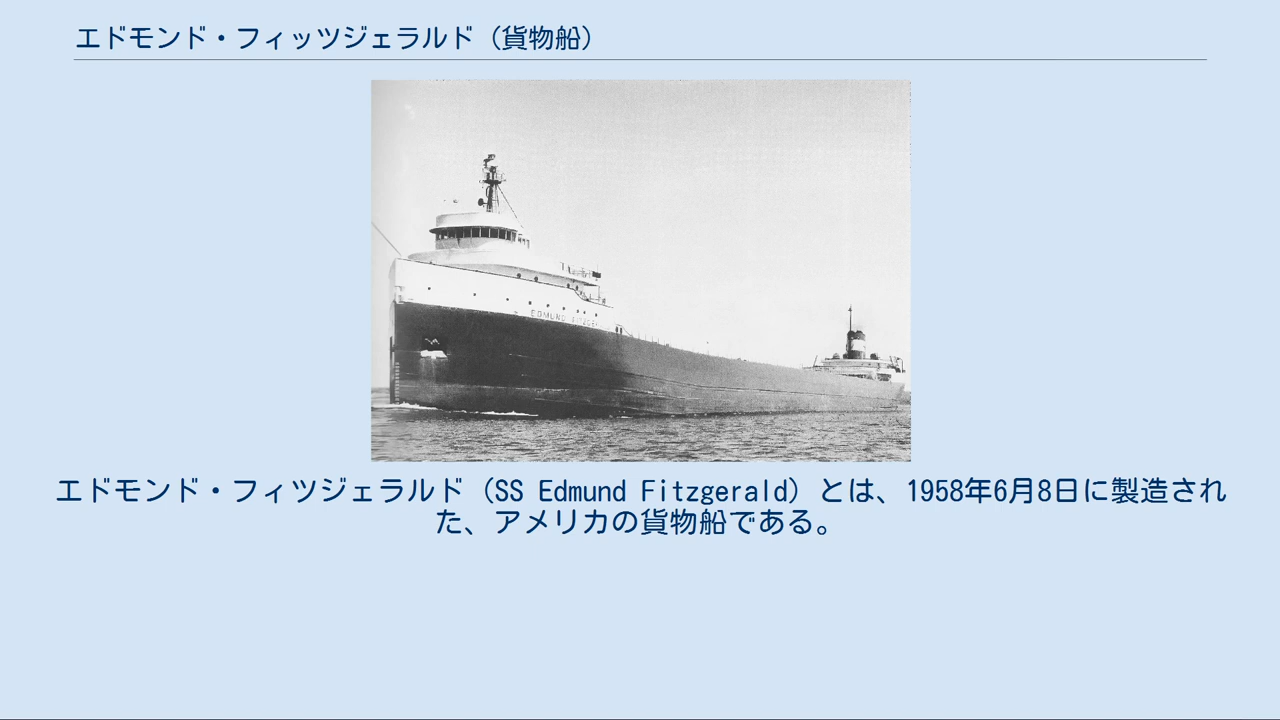 エドモンド・フィッツジェラルド（貨物船）
EDMUND FITZGERALD
エドモンド・フィッツジェラルド（SS Edmund Fitzgerald）とは、1958年6月8日に製造され
た、アメリカの貨物船である。